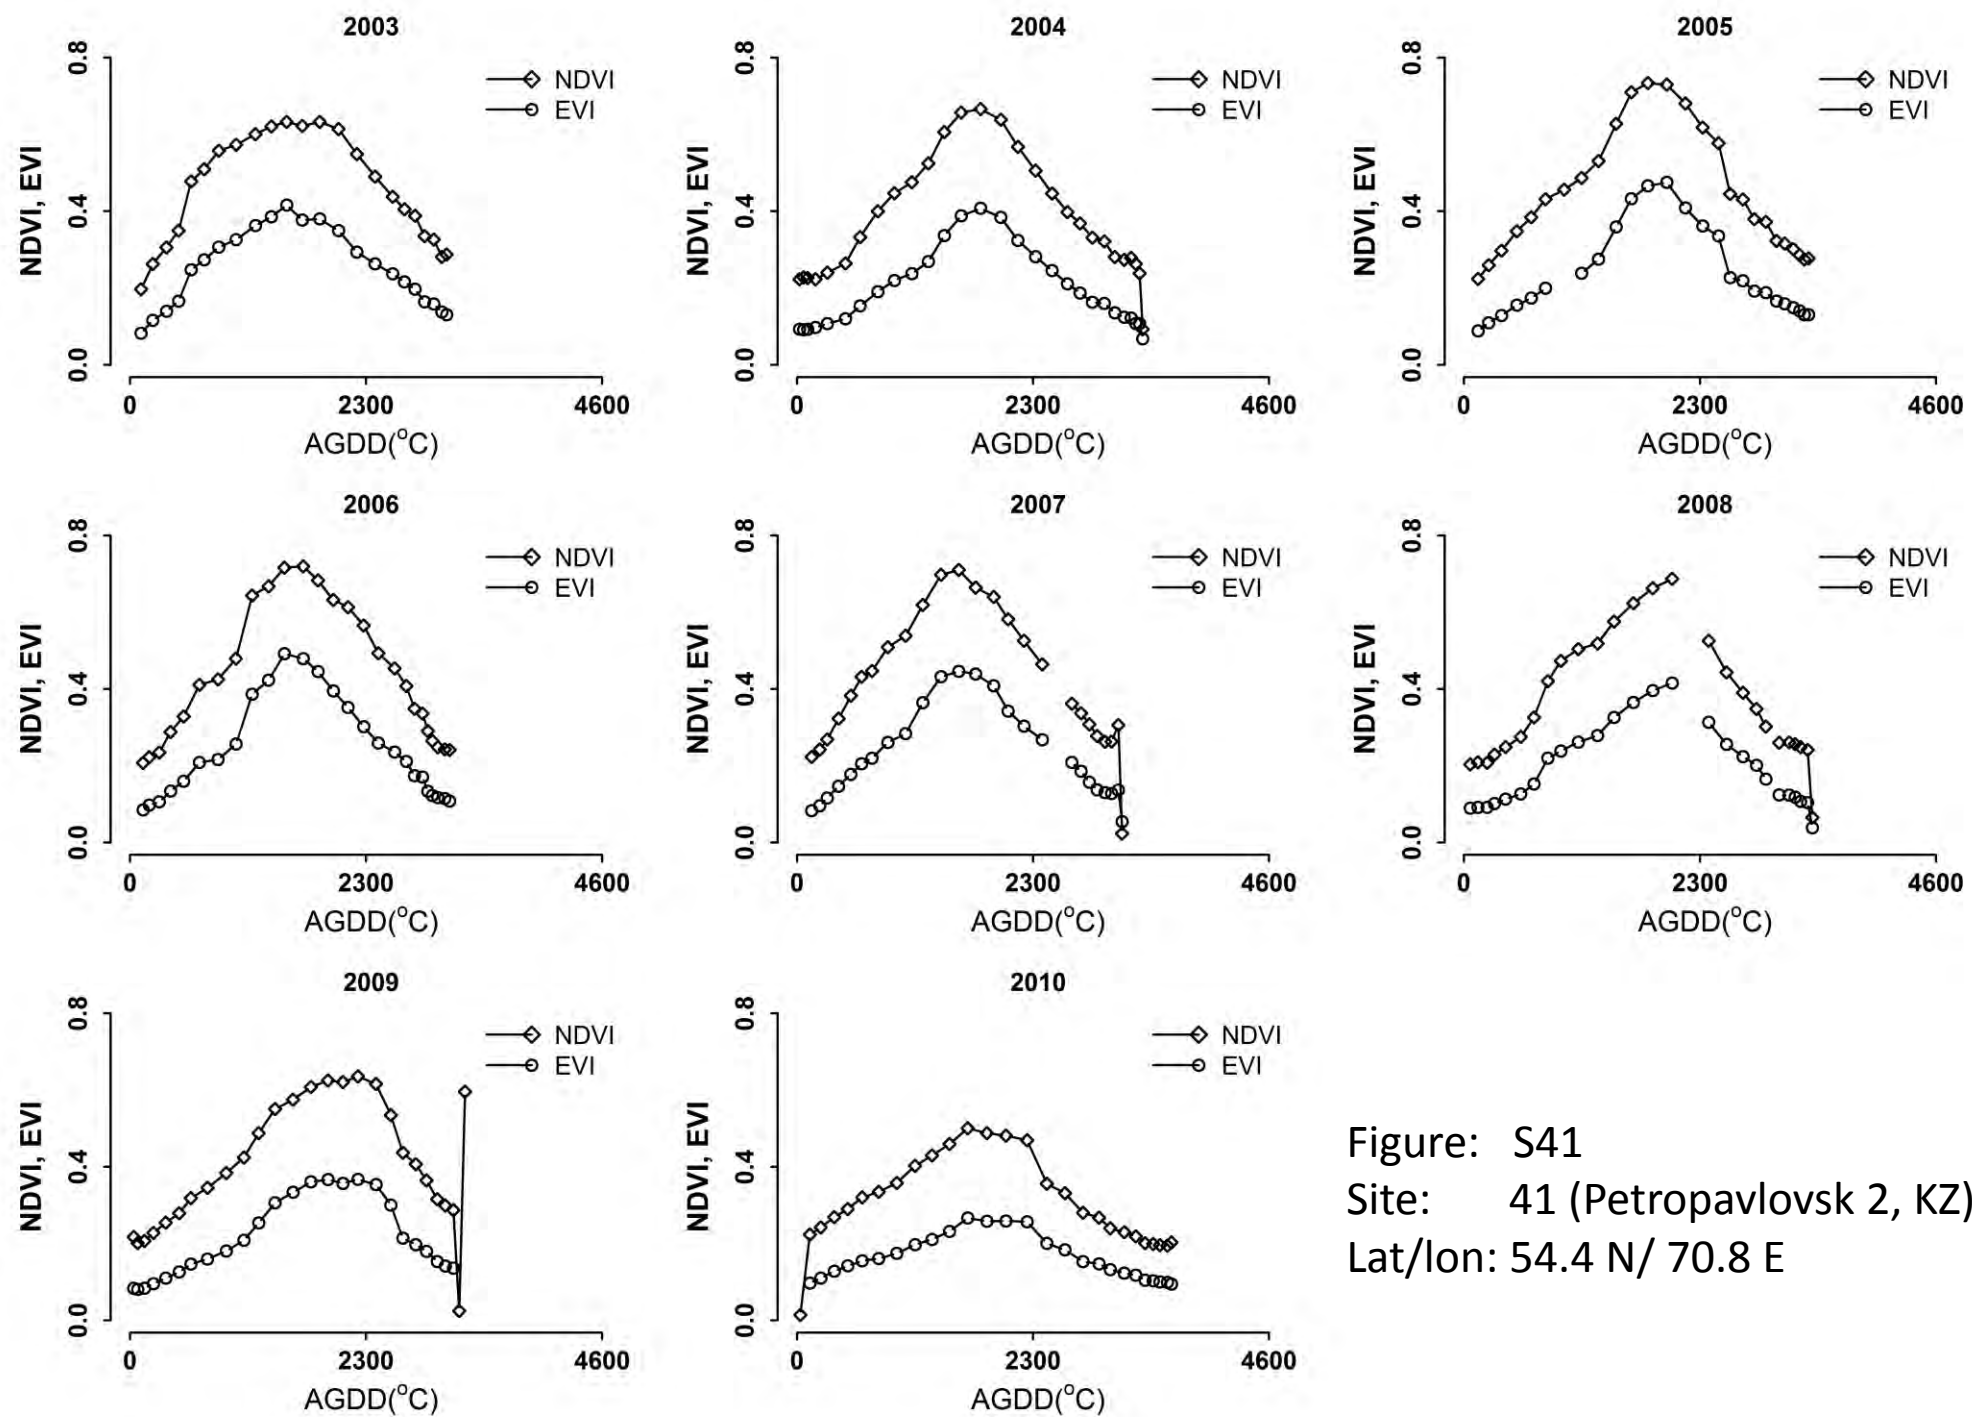 2003
0.8
0.4
0.0
NDVI, EVI
NDVI
EVI
0 2300 4600
AGDD(°C)
2004
0.8
0.4
0.0
NDVI, EVI
NDVI
EVI
0 2300 4600
AGDD(°C)
2005
0.8
0.4
0.0
NDVI, EVI
NDVI
EVI
0 2300 4600
AGDD(°C)
2006
0.8
0.4
0.0
NDVI, EVI
NDVI
EVI
0 2300 4600
AGDD(°C)
2007
0.8
0.4
0.0
NDVI, EVI
NDVI
EVI
0 2300 4600
AGDD(°C)
2008
0.8
0.4
0.0
NDVI, EVI
NDVI
EVI
0 2300 4600
AGDD(°C)
2009
0.8
0.4
0.0
NDVI, EVI
NDVI
EVI
0 2300 4600
AGDD(°C)
2010
0.8
0.4
0.0
NDVI, EVI
NDVI
EVI
0 2300 4600
AGDD(°C)
Figure: S41
Site: 41 (Petropavlovsk 2, KZ)
Lat/lon: 54.4 N/ 70.8 E